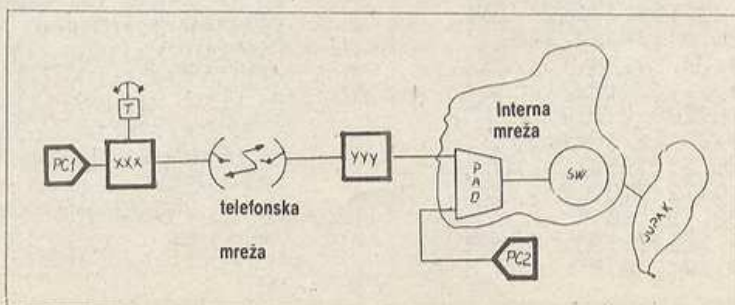 T
PC1
XXX
telefonska
mreža
YYY
Interna
mreža
PAD
SW
PC2
JUPAK